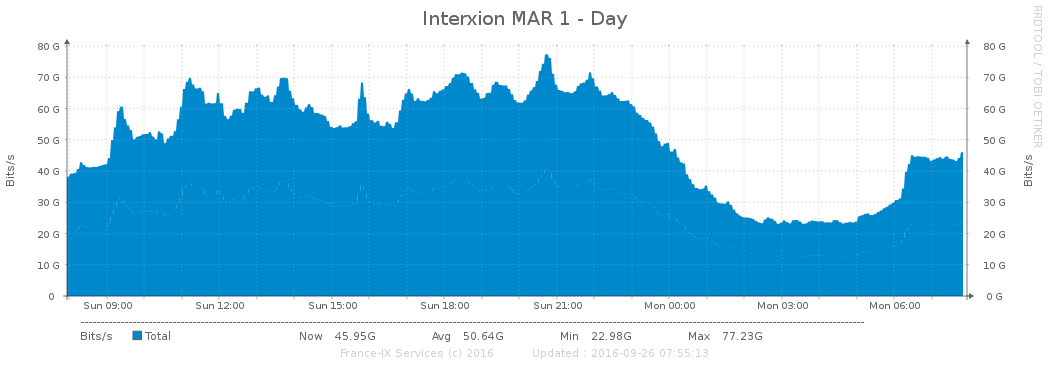 Interxion MAR 1 - Day
RRDTOOL / TOBI OETIKER
80 G 80 G
70 G 70 G
60 G 60 G
50 G 50 G
40 G 40 G
30 G 30 G
20 G 20 G
10 G 10 G
0 0 G
Bits/s
Bits/s
Sun 09:00 Sun 12:00 Sun 15:00 Sun 18:00 Sun 21:00 Mon 00:00 Mon 03:00 Mon 06:00
Bits/s Total Now 45.95G Avg 50.64G Min 22.98G Max 77.23G
France-IX Services (c) 2016 Updated : 2016-09-26 07:55:13